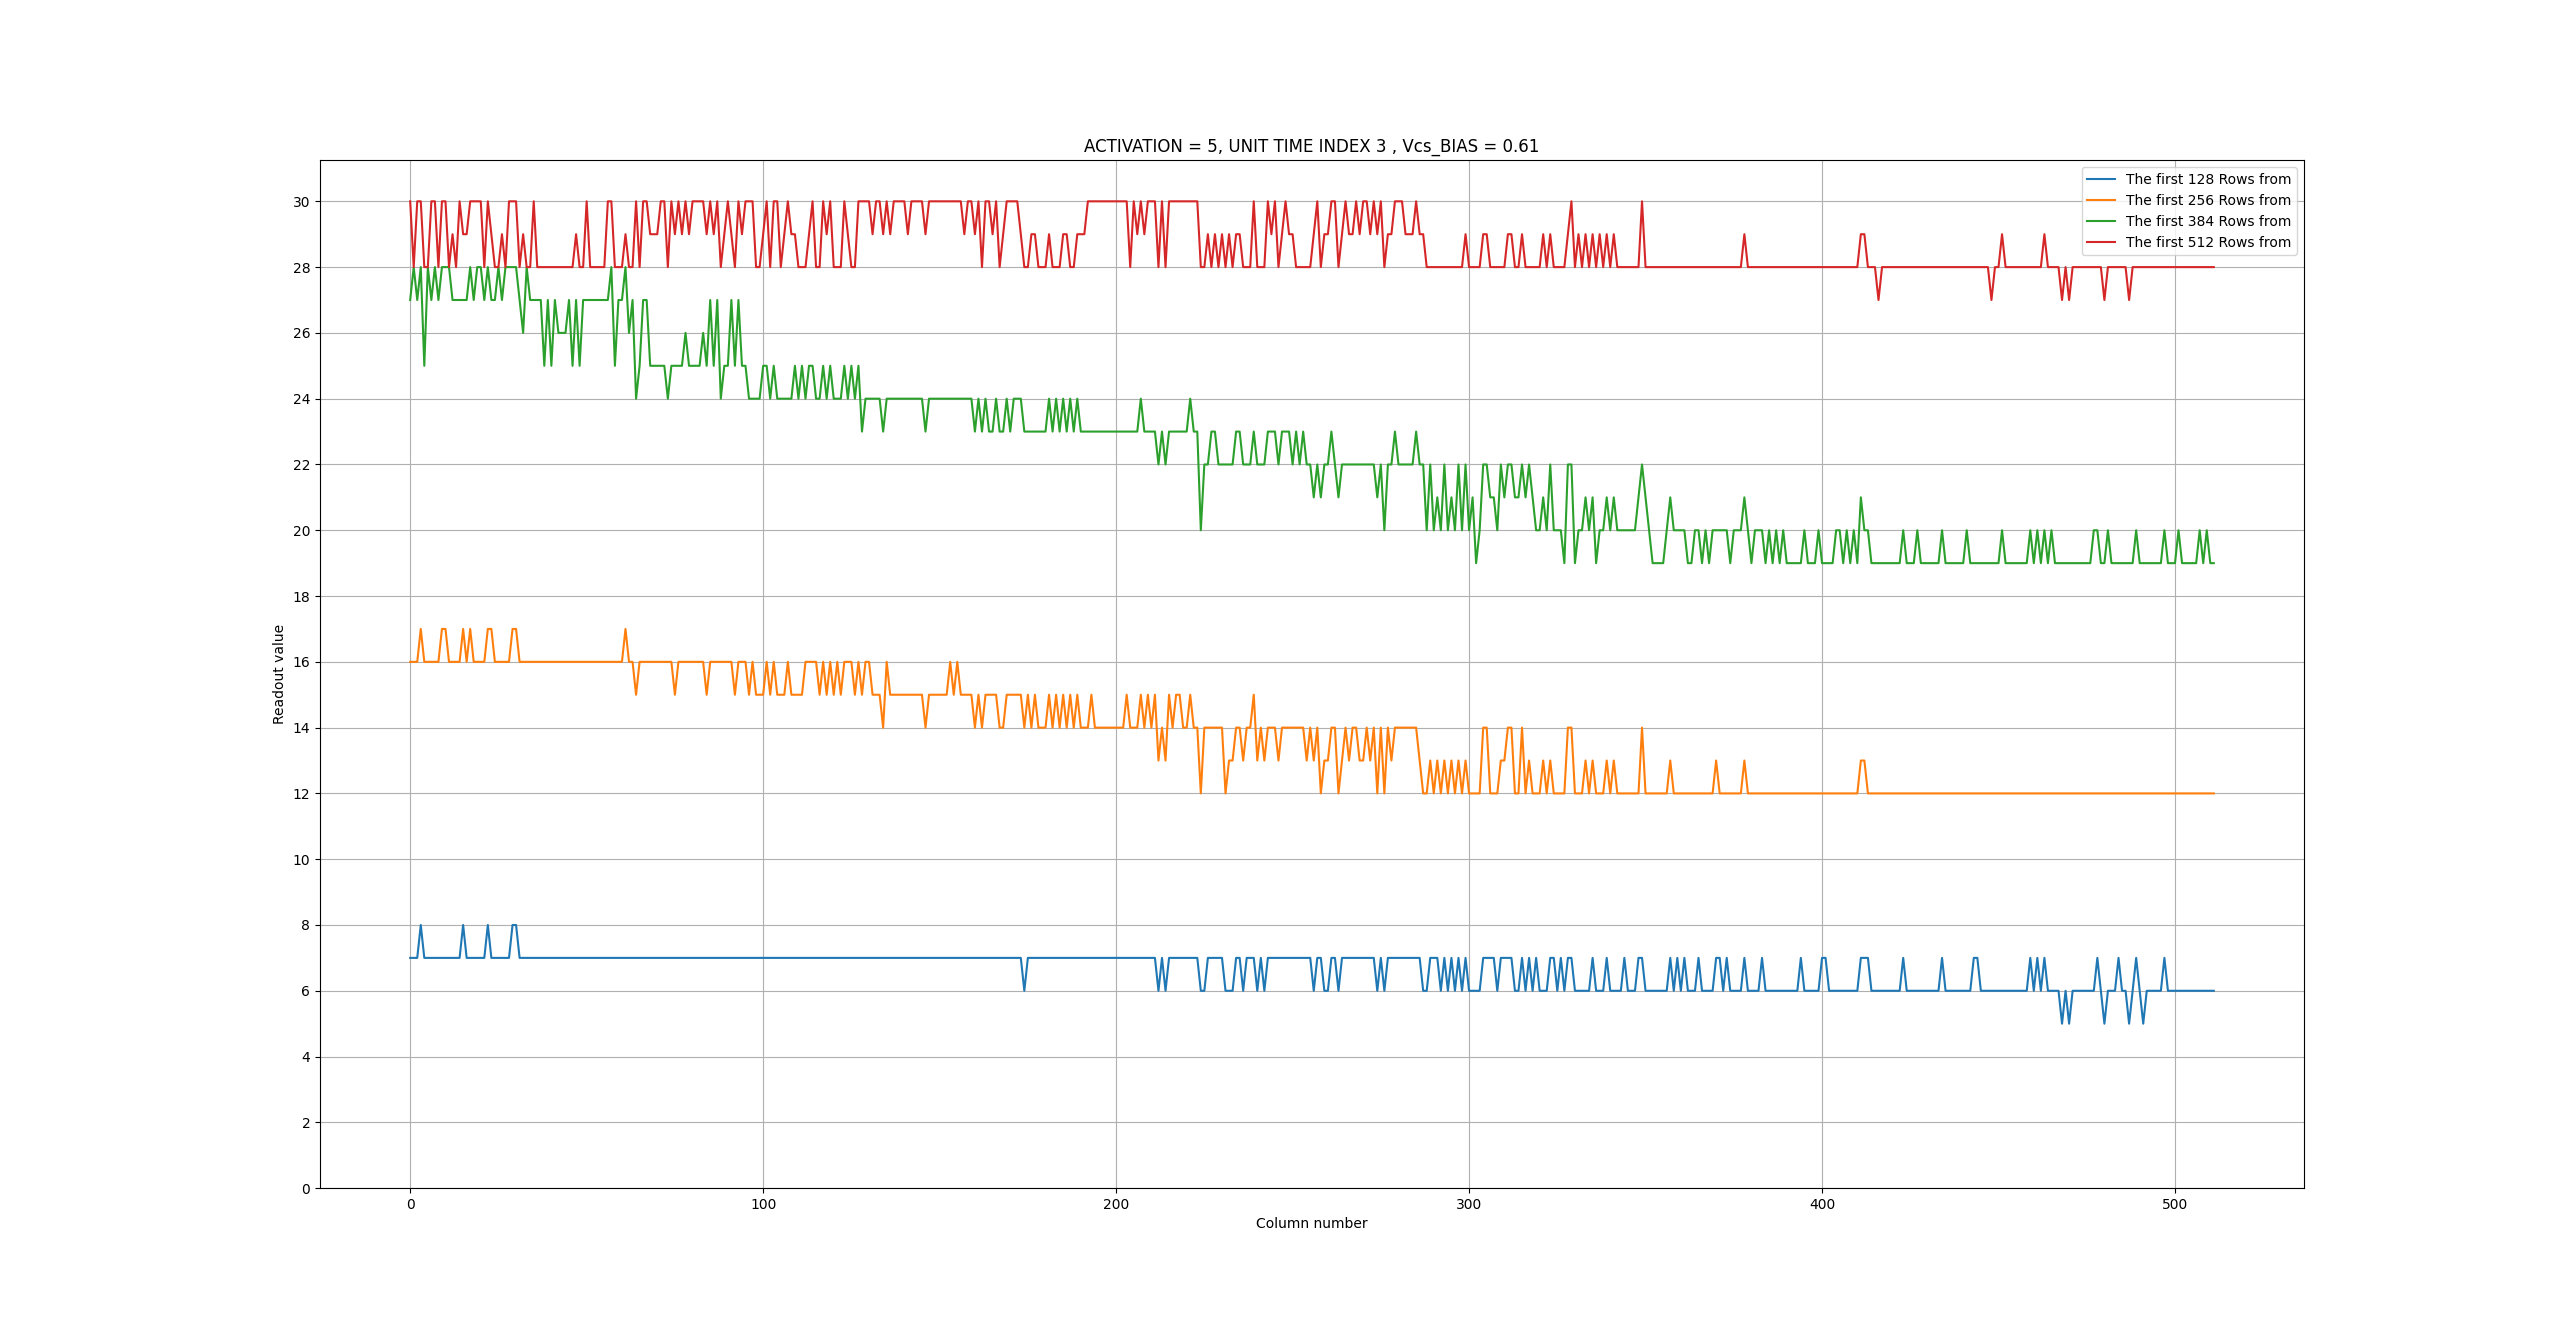 ACTIVATION = 5, UNIT TIME INDEX 3 , Vcs_BIAS = 0.61
The first 128 Rows from
The first 256 Rows from
The first 384 Rows from
The first 512 Rows from
30
28
26
24
22
20
18
16
14
12
10
8
6
4
2
0
Readout value
0 100 200 300 400 500
Column number